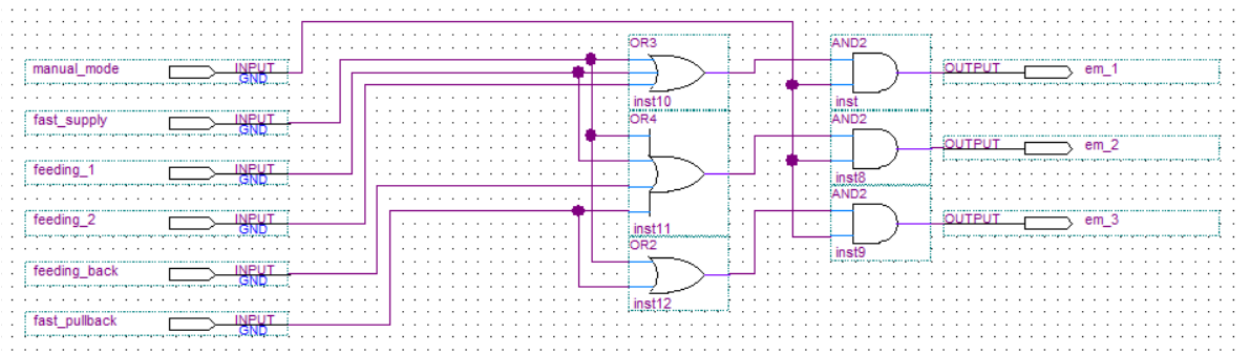 manual_mode
INPUT
GND
fast_supply
INPUT
GND
feeding_1
INPUT
GND
feeding_2
INPUT
GND
feeding_back
INPUT
GND
fast_pullback
INPUT
GND
OR3
inst10
OR4
inst11
OR2
inst12
AND2
inst
AND2
inst8
AND2
inst9
OUTPUT
em_1
OUTPUT
em_2
OUTPUT
em_3